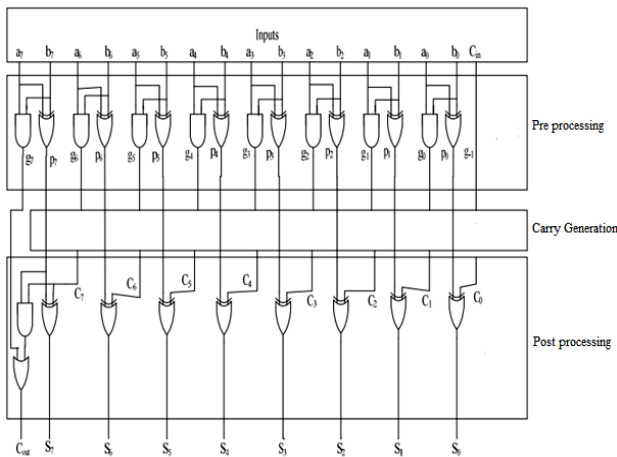 Inputs
a7 b7 a6 b6 a5 b5 a4 b4 a3 b3 a2 b2 a1 b1 a0 b0 Cin
Pre processing
g7 p7 g6 p6 g5 p5 g4 p4 g3 p3 g2 p2 g1 p1 g0 p0 g-1
Carry Generation
C7 C6 C5 C4 C3 C2 C1 C0
Post processing
Cout S7 S6 S5 S4 S3 S2 S0